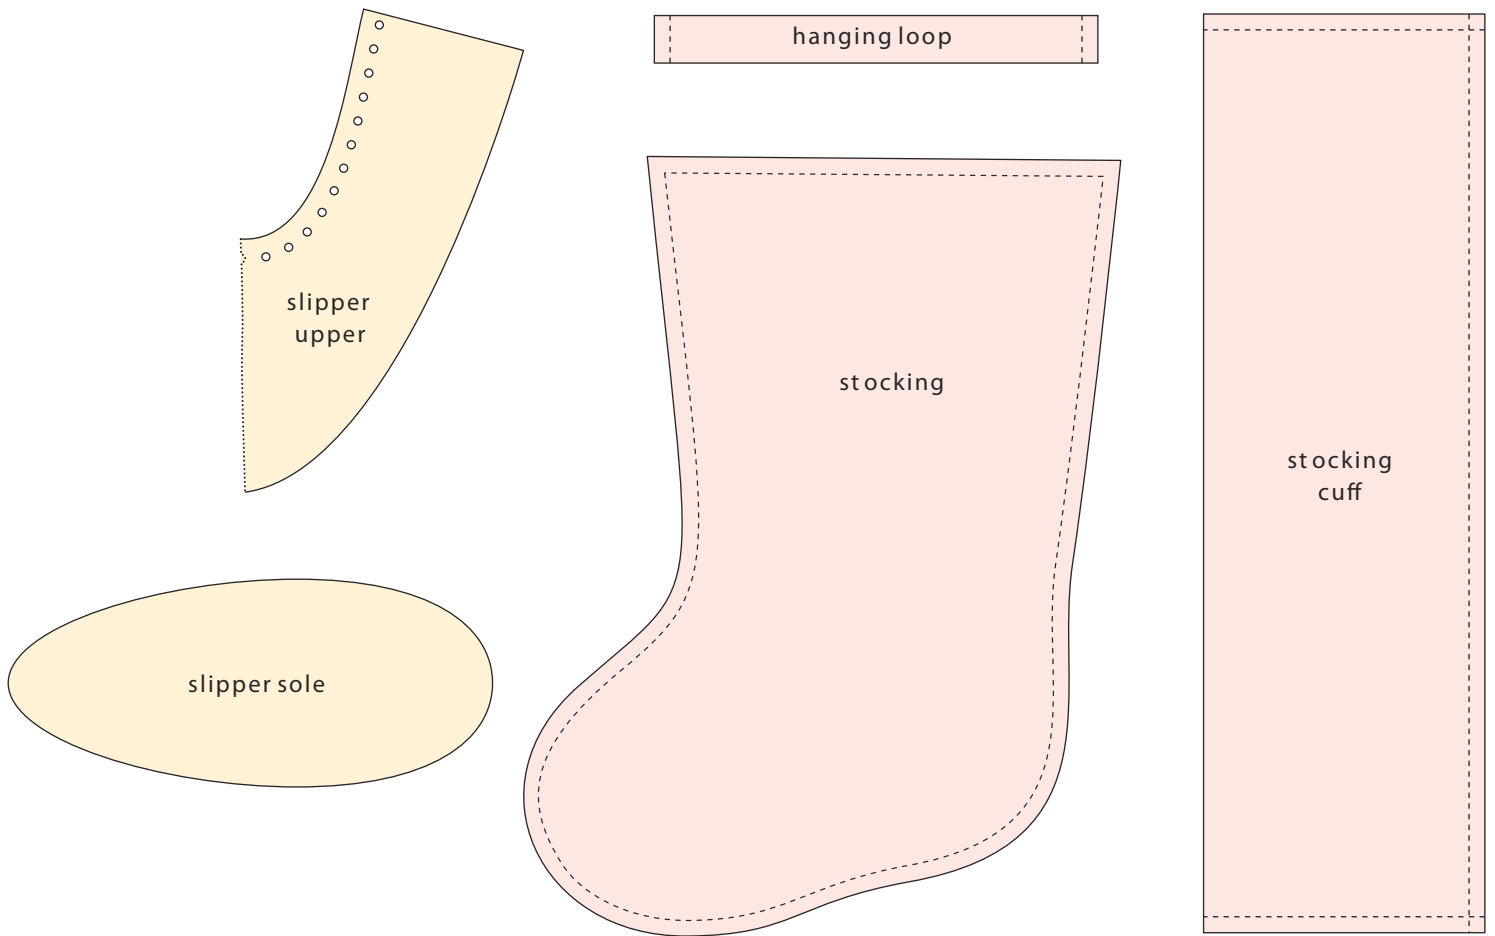 hanging loop
slipper
upper
stocking
stocking
cuff
slipper sole